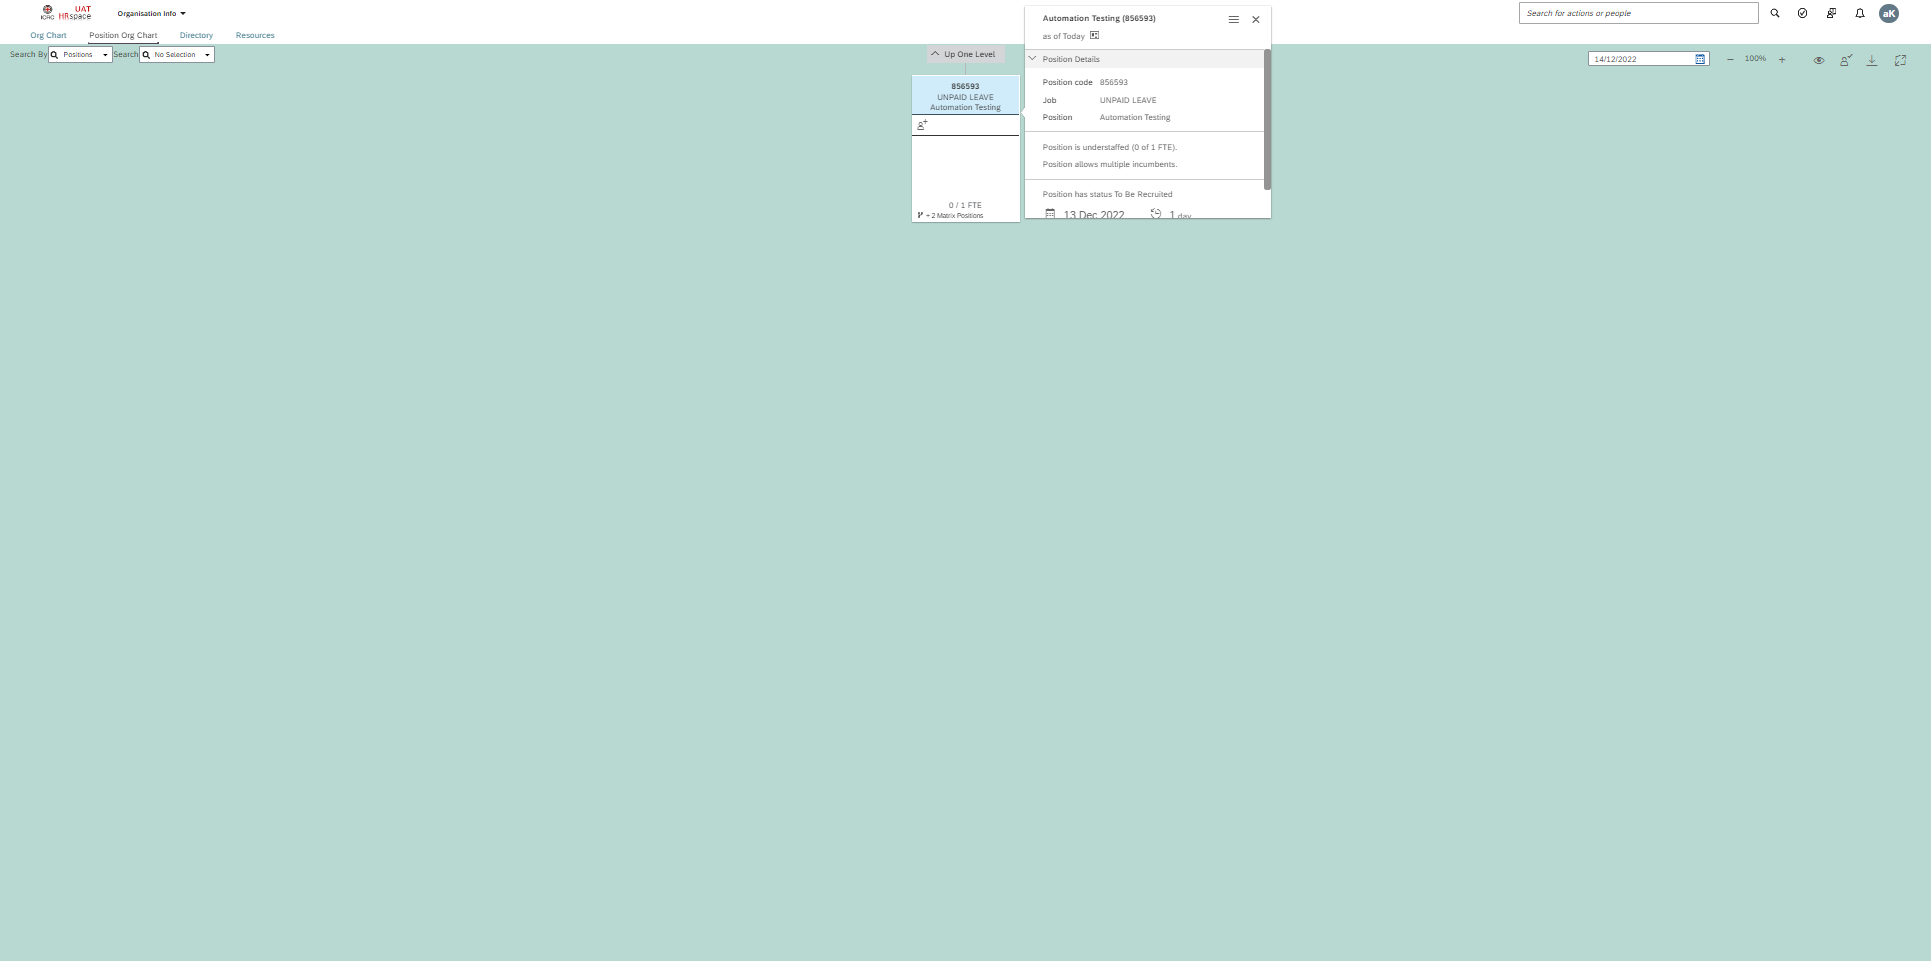 ICRC UAT
HRspace
Organisation Info
Search for actions or people
aK
Org Chart
Position Org Chart
Directory
Resources
Search By
Positions
Search
No Selection
Up One Level
14/12/2022
100%
856593
UNPAID LEAVE
Automation Testing
0 / 1 FTE
+ 2 Matrix Positions
Automation Testing (856593)
as of Today
Position Details
Position code 856593
Job UNPAID LEAVE
Position Automation Testing
Position is understaffed (0 of 1 FTE).
Position allows multiple incumbents.
Position has status To Be Recruited
13 Dec 2022 1 day